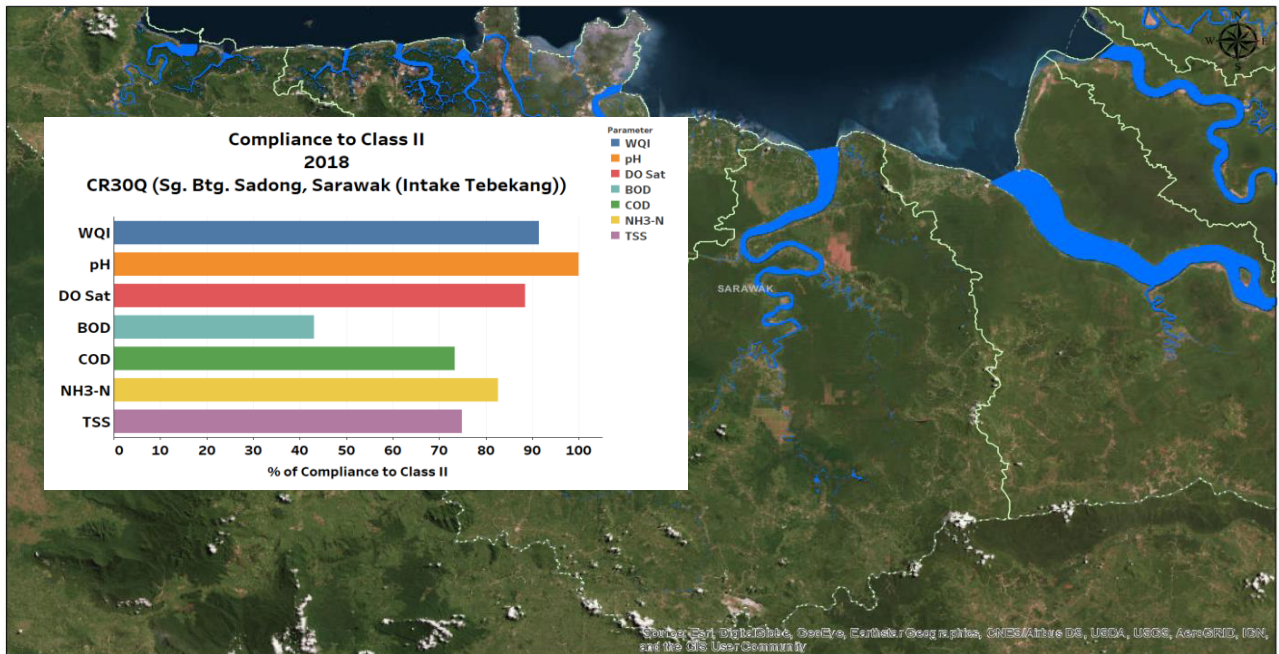 N
W
E
S
Compliance to Class II
2018
CR30Q (Sg. Btg. Sadong, Sarawak (Intake Tebekang))
Parameter
WQI
pH
DO Sat
BOD
COD
NH3-N
TSS
WQI
pH
DO Sat
BOD
COD
NH3-N
TSS
0 10 20 30 40 50 60 70 80 90 100
% of Compliance to Class II
SARAWAK
Source: Esri, DigitalGlobe, GeoEye, Earthstar Geographics, CNES/Airbus DS, USDA, USGS, AeroGRID, IGN,
and the GIS User Community